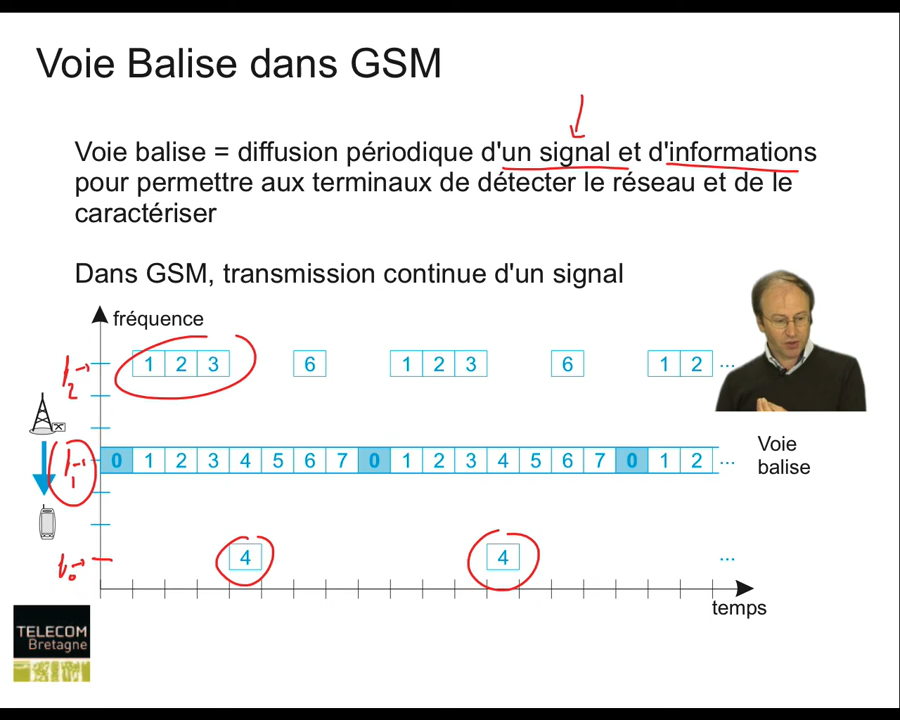 Voie Balise dans GSM
Voie balise = diffusion périodique d'un signal et d'informations
pour permettre aux terminaux de détecter le réseau et de le
caractériser
Dans GSM, transmission continue d'un signal
fréquence
f2
1 2 3 6 1 2 3 6 1 2 ...
f1
0 1 2 3 4 5 6 7 0 1 2 3 4 5 6 7 0 1 2 ...
Voie
balise
f0
4 4 ...
temps
TELECOM
Bretagne